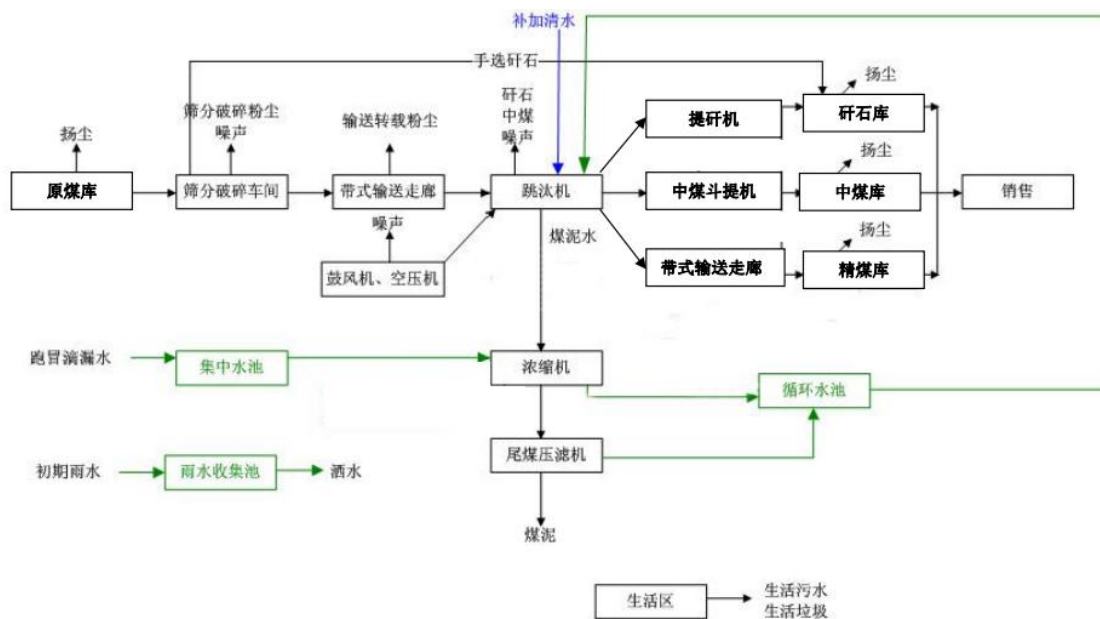 补加清水
手选矸石
扬尘
筛分破碎粉尘
噪声
输送转载粉尘
矸石
中煤
噪声
提矸机
扬尘
矸石库
原煤库
筛分破碎车间
带式输送走廊
跳汰机
中煤斗提机
扬尘
中煤库
销售
噪声
煤泥水
鼓风机、空压机
带式输送走廊
扬尘
精煤库
跑冒滴漏水
集中水池
浓缩机
循环水池
初期雨水
雨水收集池
洒水
尾煤压滤机
煤泥
生活区
生活污水
生活垃圾